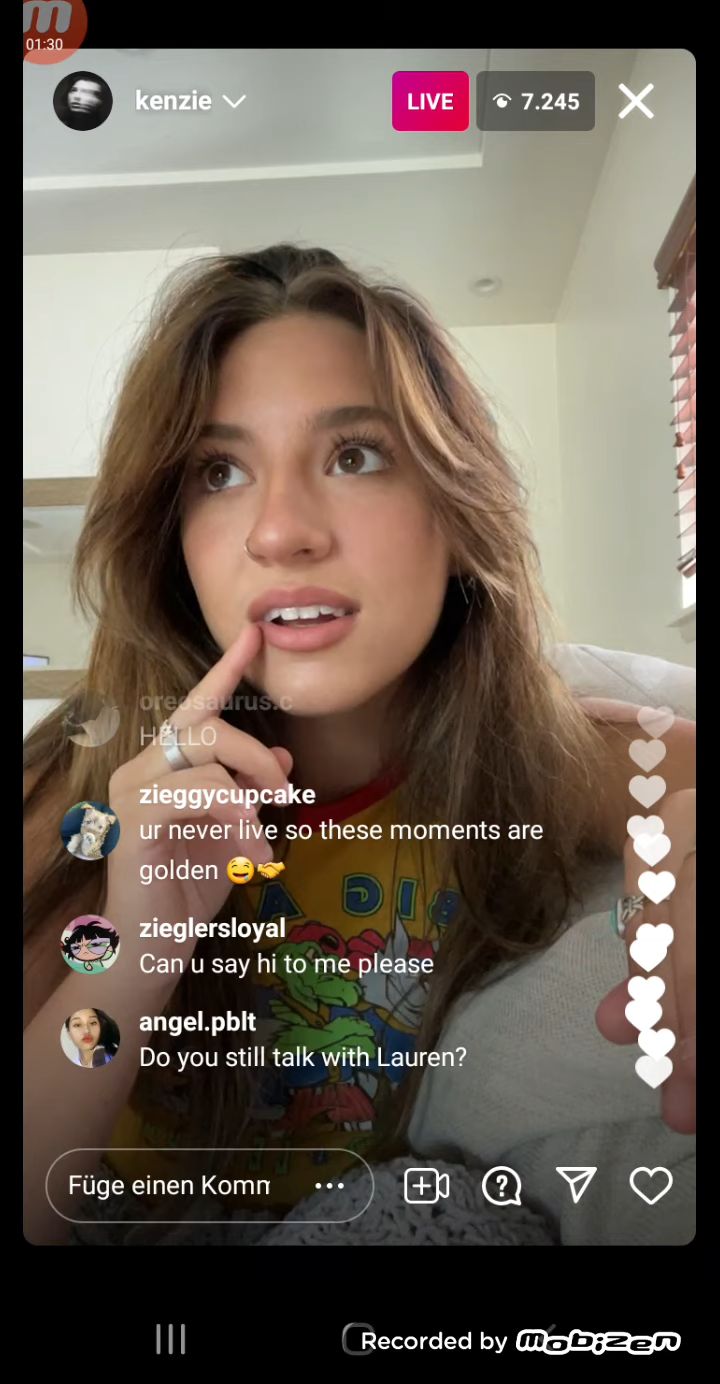 01:30
kenzie
LIVE
7.245
oreosaurus.c
HELLO
zieggycupcake
ur never live so these moments are
golden 🤤🤝
zieglersloyal
Can u say hi to me please
angel.pblt
Do you still talk with Lauren?
Füge einen Komm
Recorded by mobizen